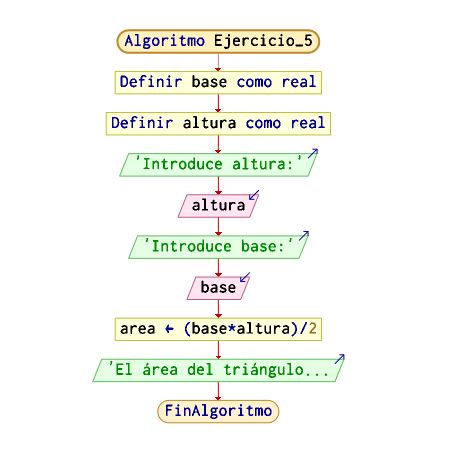 Algoritmo Ejercicio_5
Definir base como real
Definir altura como real
'Introduce altura:'
altura
'Introduce base:'
base
area ← (base*altura)/2
'El área del triángulo...
FinAlgoritmo